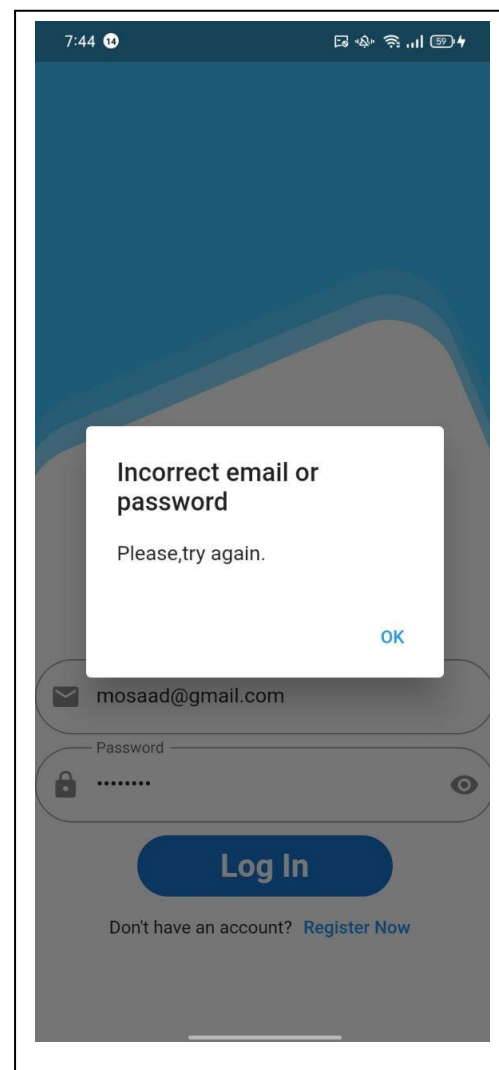 7:44 14
59
Incorrect email or
password
Please,try again.
OK
mosaad@gmail.com
Password
••••••••
Log In
Don't have an account? Register Now